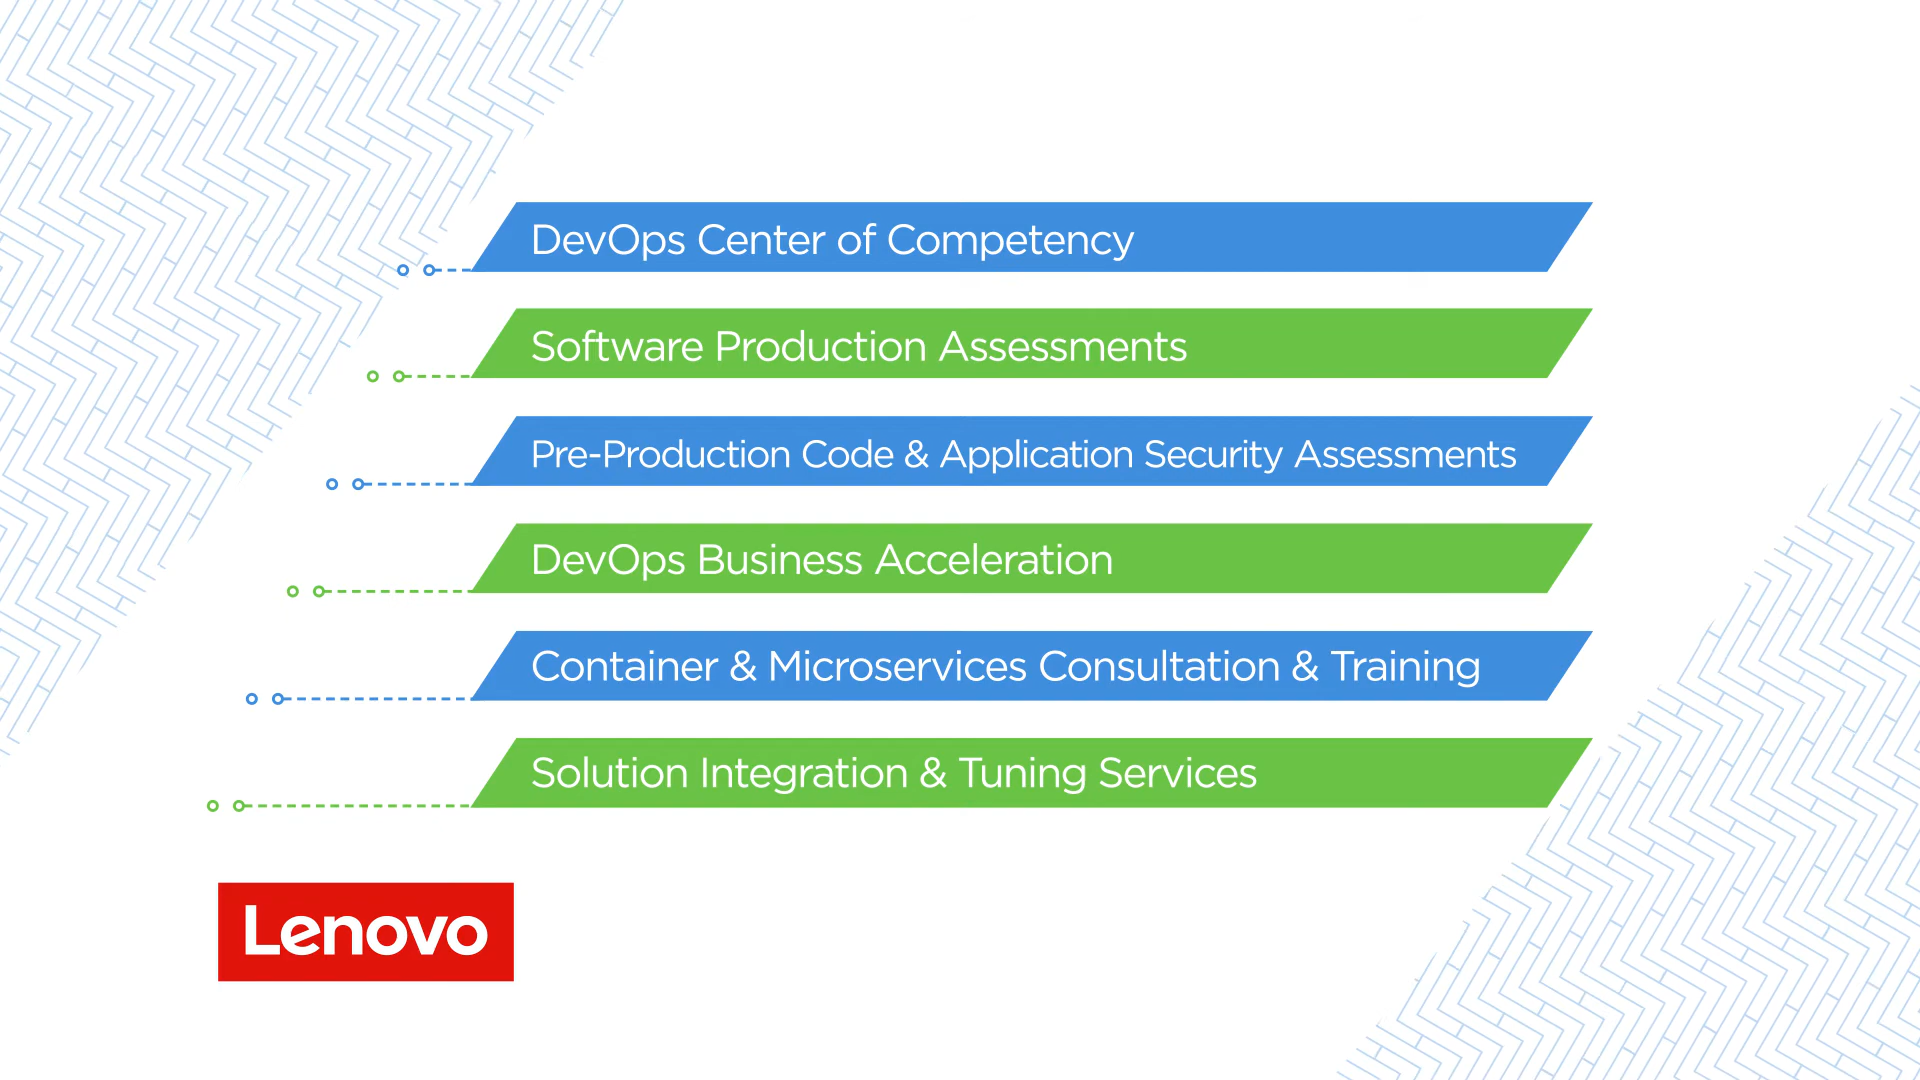 DevOps Center of Competency
Software Production Assessments
Pre-Production Code & Application Security Assessments
DevOps Business Acceleration
Container & Microservices Consultation & Training
Solution Integration & Tuning Services
Lenovo